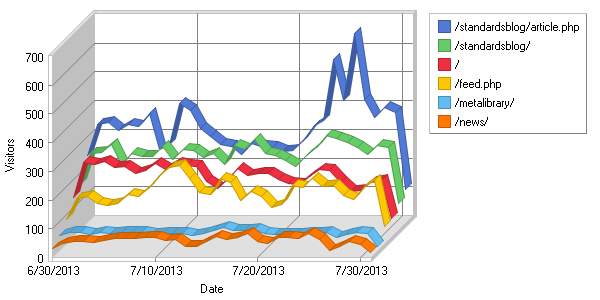 /standardsblog/article.php
/standardsblog/
/
/feed.php
/metalibrary/
/news/
Visitors
700
600
500
400
300
200
100
0
6/30/2013 7/10/2013 7/20/2013 7/30/2013
Date